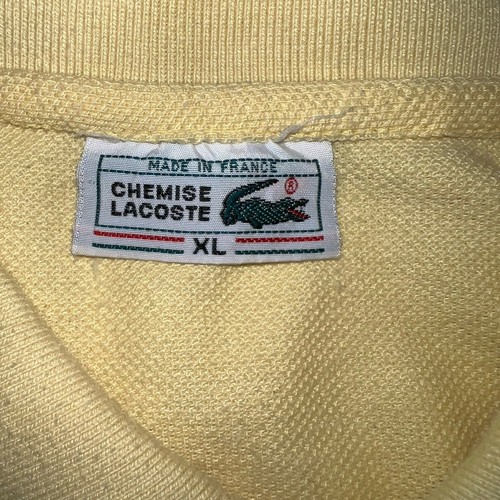 MADE IN FRANCE
CHEMISE
LACOSTE
®
XL